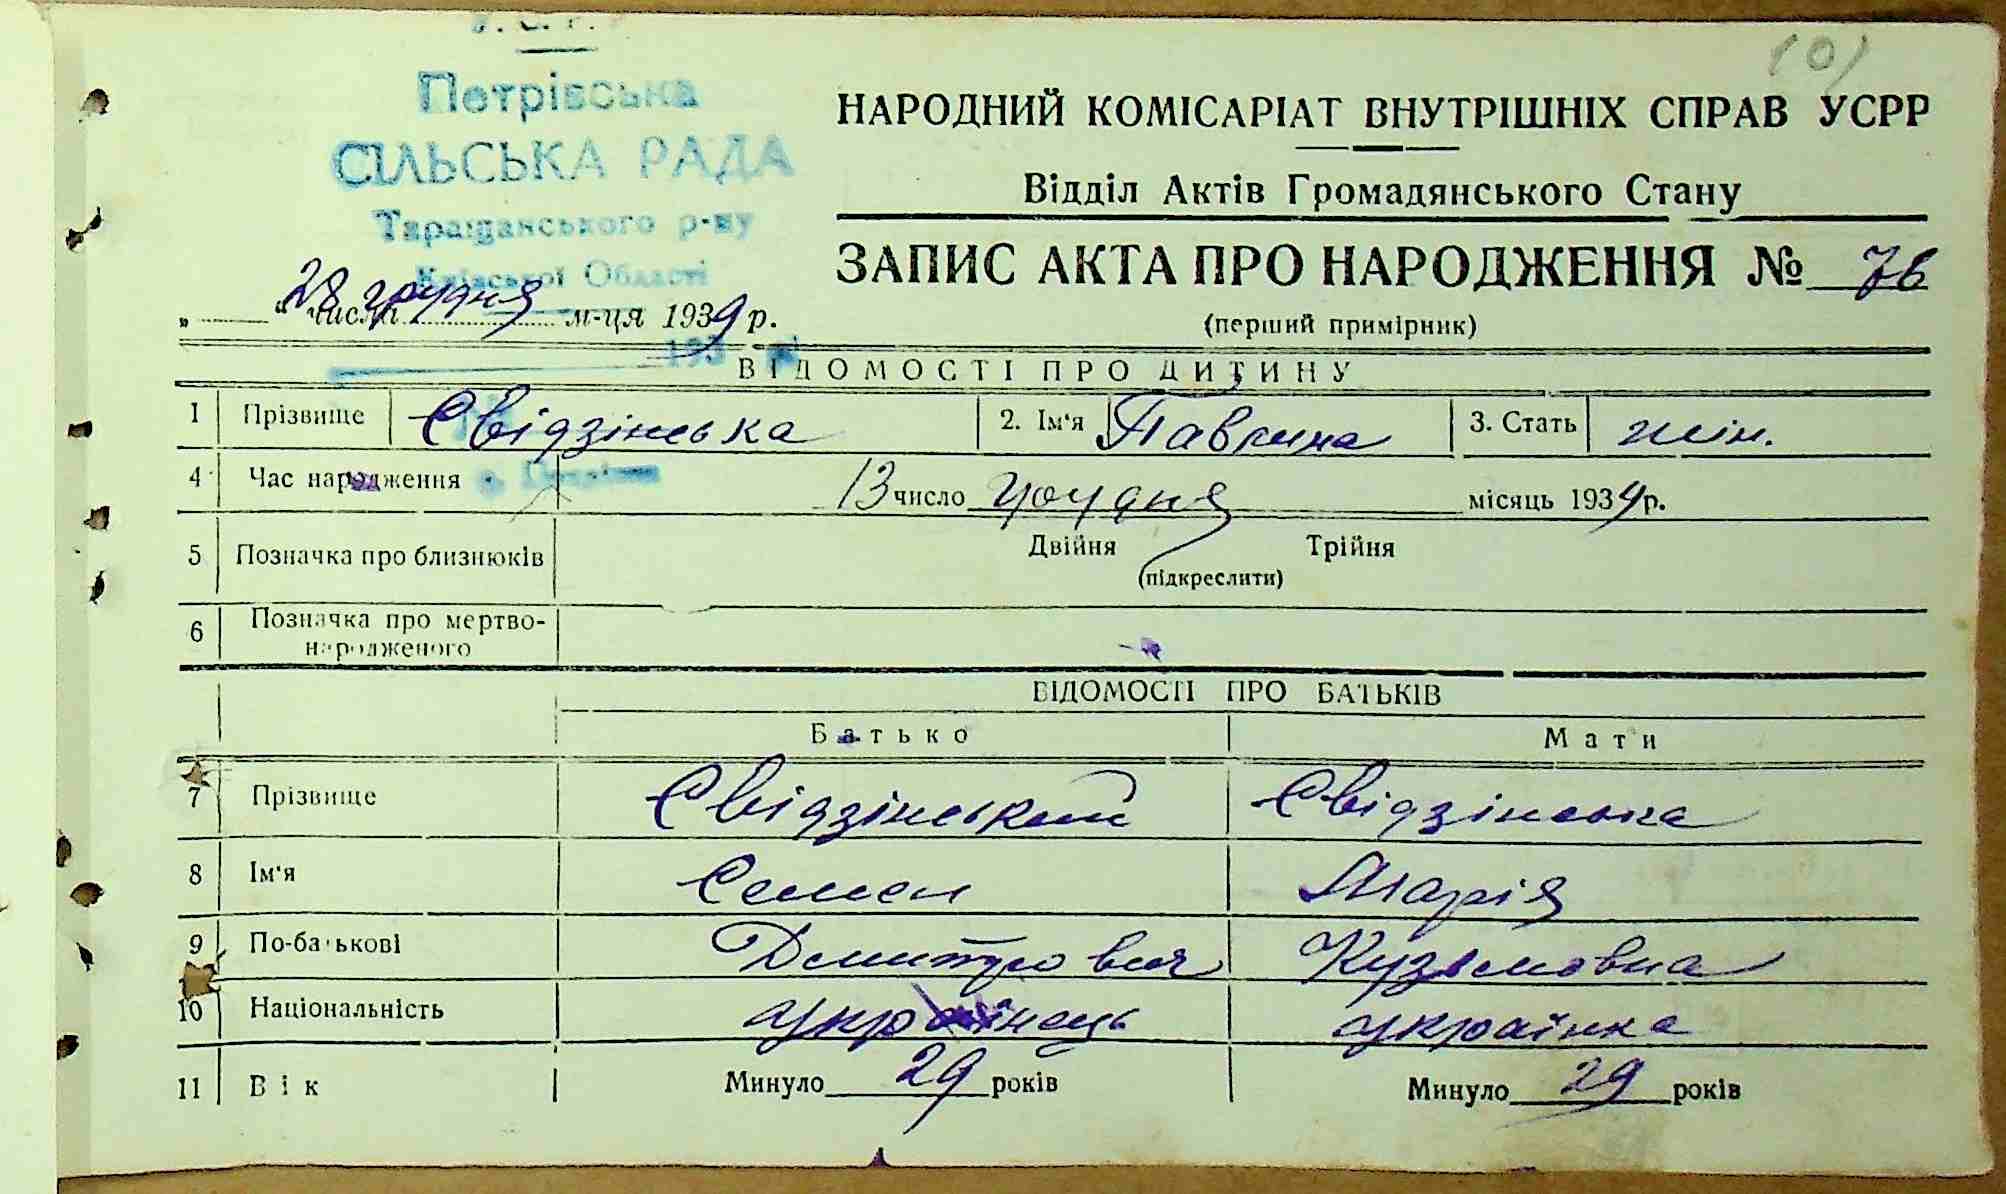 У. С. Р. Р.
101
Петрівська
СІЛЬСЬКА РАДА
Таращанського р-ну
Київської Області
193 р.
НАРОДНИЙ КОМІСАРІАТ ВНУТРІШНІХ СПРАВ УСРР
Відділ Актів Громадянського Стану
ЗАПИС АКТА ПРО НАРОДЖЕННЯ № 76
(перший примірник)
„ 28 “ числа грудня м-ця 1939 р.
ВІДОМОСТІ ПРО ДИТИНУ
1 Прізвище Свідзінська 2. Ім'я Павлина 3. Стать жін.
4 Час народження 13 число грудня місяць 1939 р.
5 Позначка про близнюків Двійня Трійня
(підкреслити)
6 Позначка про мертво-
народженого
ВІДОМОСТІ ПРО БАТЬКІВ
Батько Мати
7 Прізвище Свідзінський Свідзінська
8 Ім'я Семен Марія
9 По-батькові Дмитрович Кузьмовна
10 Національність українець українка
11 Вік Минуло 29 років Минуло 29 років